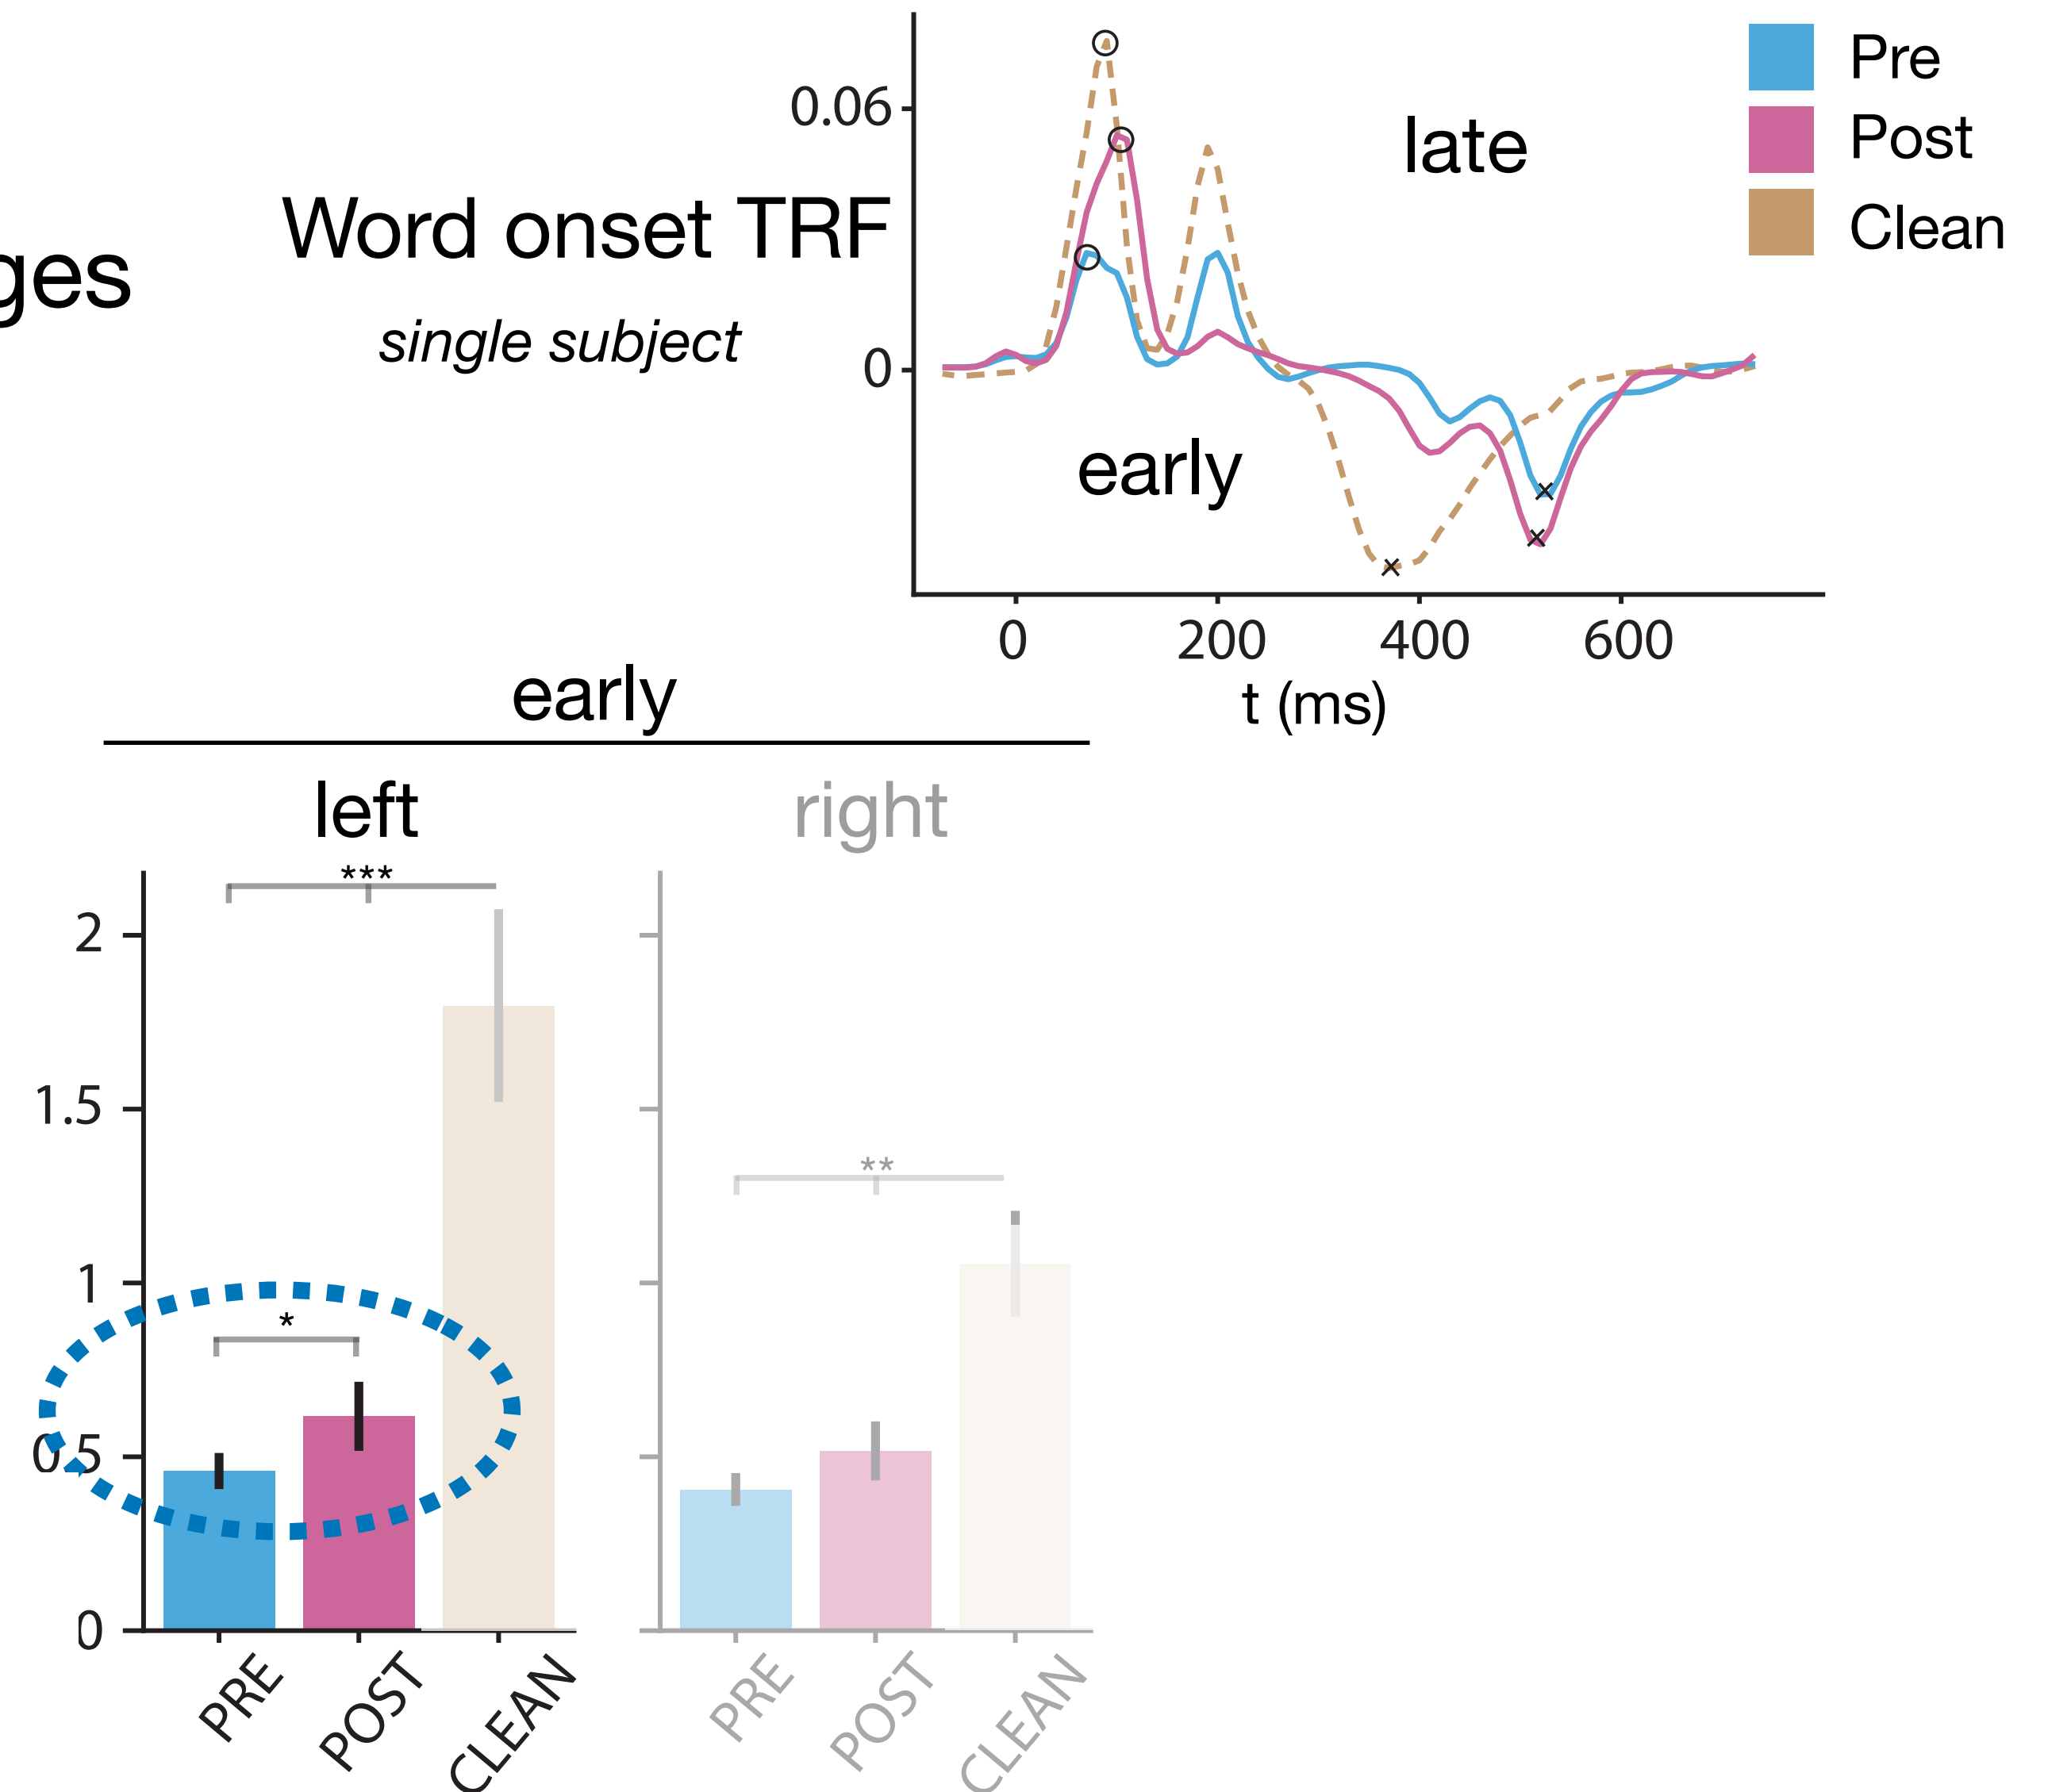 ges
Word onset TRF
single subject
0.06
0
late
early
Pre
Post
Clean
0
200
400
600
t (ms)
early
left
right
***
**
*
2
1.5
1
0.5
0
PRE
POST
CLEAN
PRE
POST
CLEAN